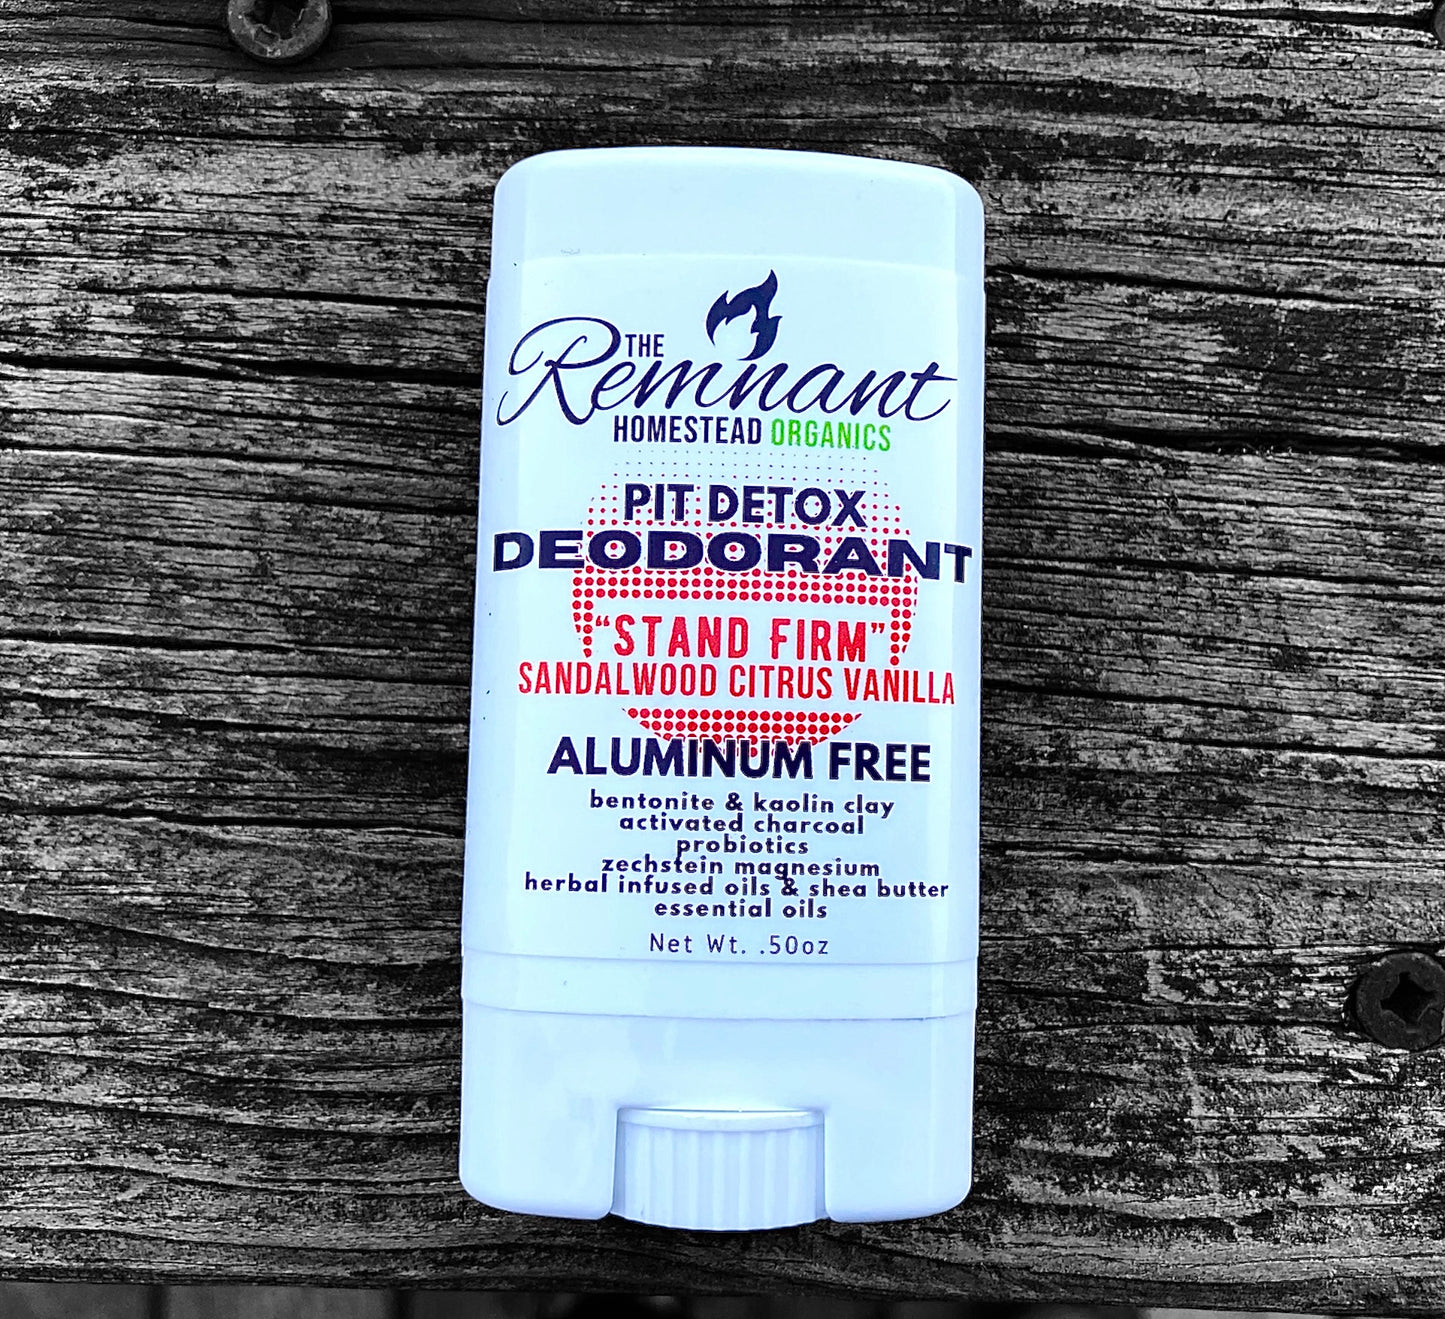 THE
Remnant
HOMESTEAD ORGANICS
PIT DETOX
DEODORANT
"STAND FIRM"
SANDALWOOD CITRUS VANILLA
ALUMINUM FREE
bentonite & kaolin clay
activated charcoal
probiotics
zechstein magnesium
herbal infused oils & shea butter
essential oils
Net Wt. .50oz